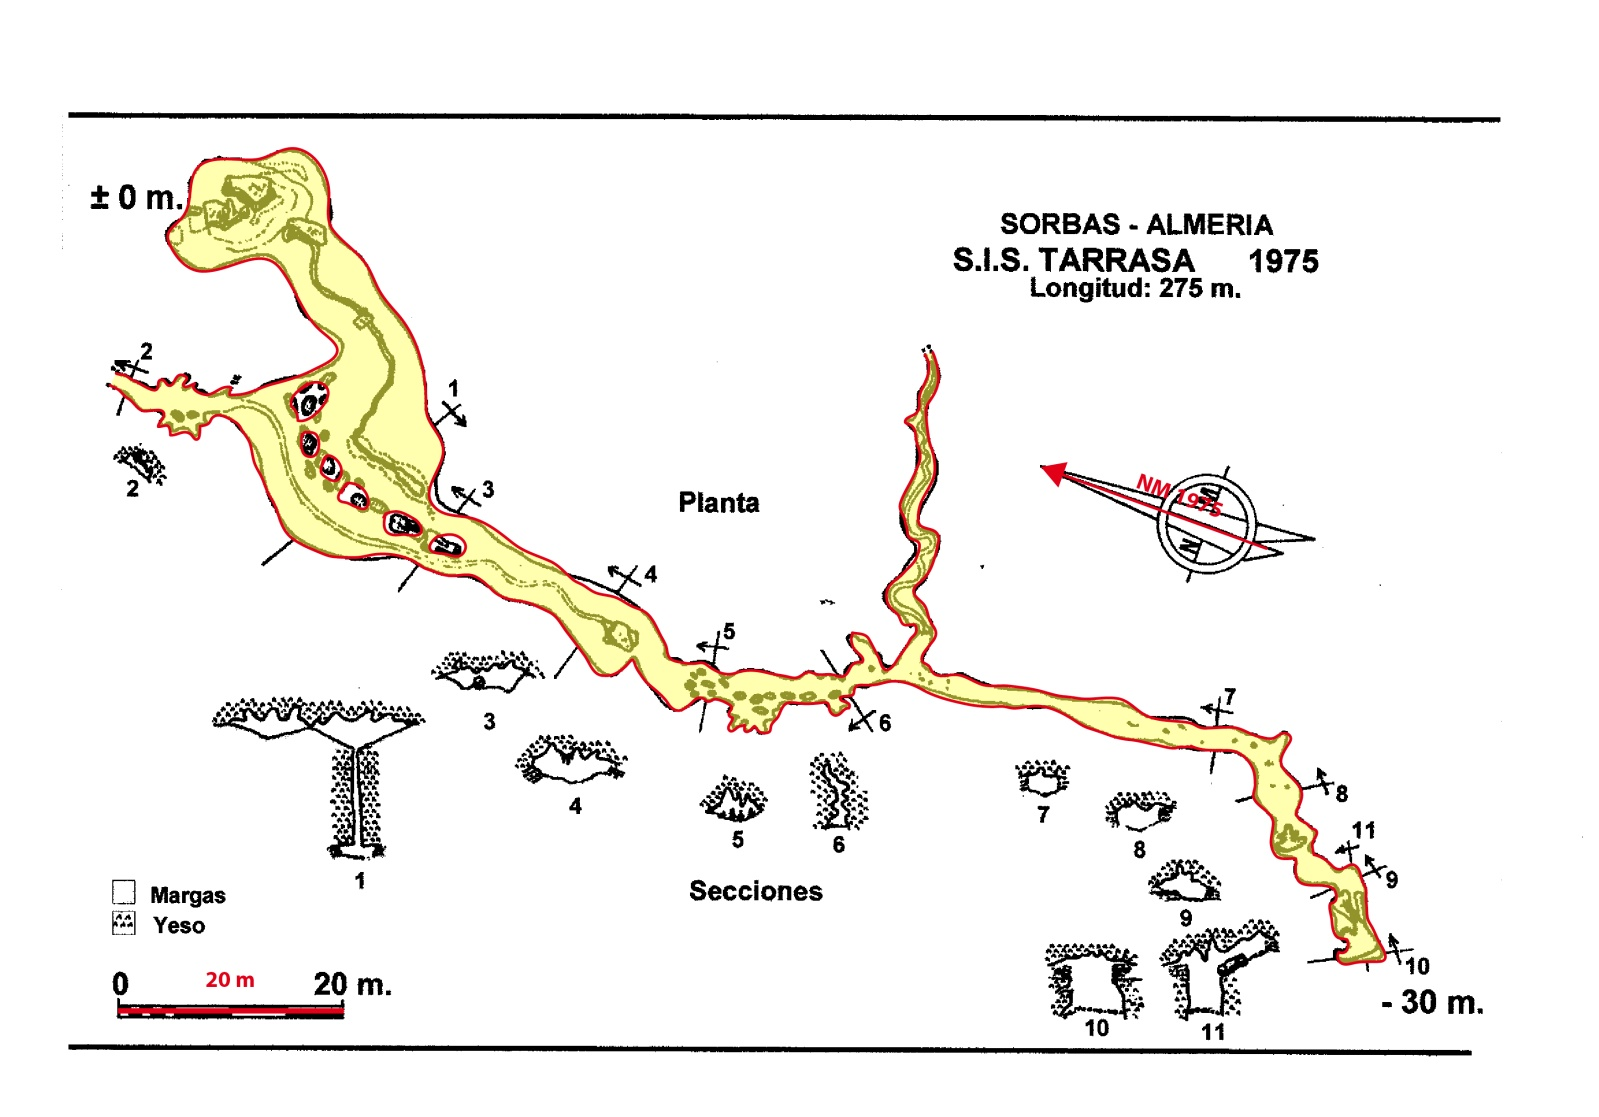 ± 0 m.
SORBAS - ALMERIA
S.I.S. TARRASA 1975
Longitud: 275 m.
2
1
3
2
Planta
NM 1975
N
4
5
3
6
7
4
5
6
7
8
8
11
9
1
Margas
Yeso
Secciones
9
10
0 20 m 20 m.
10
11
- 30 m.